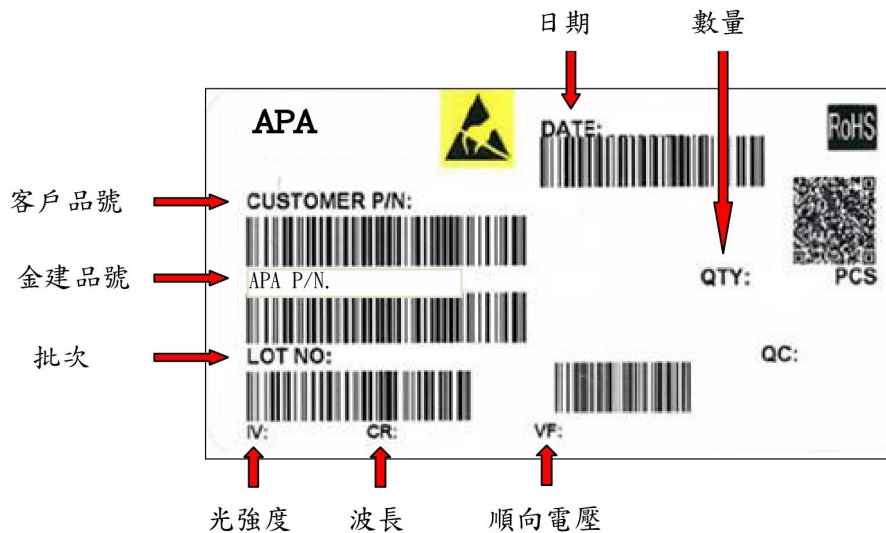 日期 數量
APA
DATE:
RoHS
客戶品號
CUSTOMER P/N:
金建品號
APA P/N.
QTY: PCS
批次
LOT NO:
QC:
IV: CR: VF:
光強度 波長 順向電壓